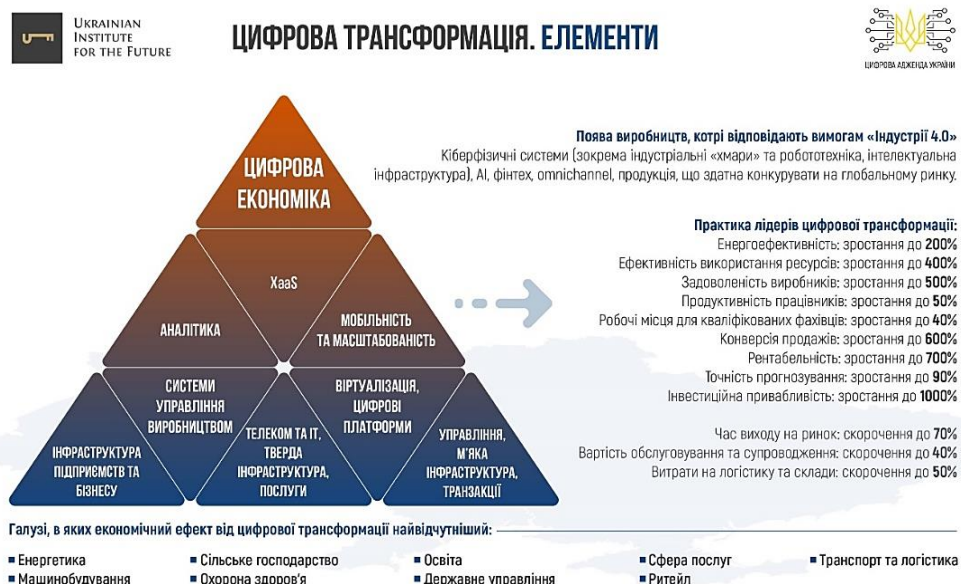 UKRAINIAN
INSTITUTE
FOR THE FUTURE
ЦИФРОВА ТРАНСФОРМАЦІЯ. ЕЛЕМЕНТИ
ЦИФРОВА АДЖЕНДА УКРАЇНИ
ЦИФРОВА
ЕКОНОМІКА
XaaS
АНАЛІТИКА
МОБІЛЬНІСТЬ
ТА МАСШТАБОВАНІСТЬ
СИСТЕМИ
УПРАВЛІННЯ
ВИРОБНИЦТВОМ
ВІРТУАЛІЗАЦІЯ,
ЦИФРОВІ
ПЛАТФОРМИ
ІНФРАСТРУКТУРА
ПІДПРИЄМСТВ ТА
БІЗНЕСУ
ТЕЛЕКОМ ТА ІТ,
ТВЕРДА
ІНФРАСТРУКТУРА,
ПОСЛУГИ
УПРАВЛІННЯ,
М'ЯКА
ІНФРАСТРУКТУРА,
ТРАНЗАКЦІЇ
Поява виробництв, котрі відповідають вимогам «Індустрії 4.0»
Кіберфізичні системи (зокрема індустріальні «хмари» та робототехніка, інтелектуальна
інфраструктура), AI, фінтех, omnichannel, продукція, що здатна конкурувати на глобальному ринку.
Практика лідерів цифрової трансформації:
Енергоефективність: зростання до 200%
Ефективність використання ресурсів: зростання до 400%
Задоволеність виробників: зростання до 500%
Продуктивність працівників: зростання до 50%
Робочі місця для кваліфікованих фахівців: зростання до 40%
Конверсія продажів: зростання до 600%
Рентабельність: зростання до 700%
Точність прогнозування: зростання до 90%
Інвестиційна привабливість: зростання до 1000%
Час виходу на ринок: скорочення до 70%
Вартість обслуговування та супроводження: скорочення до 40%
Витрати на логістику та склади: скорочення до 50%
Галузі, в яких економічний ефект від цифрової трансформації найвідчутніший:
Енергетика
Машинобудування
Сільське господарство
Охорона здоров'я
Освіта
Державне управління
Сфера послуг
Ритейл
Транспорт та логістика